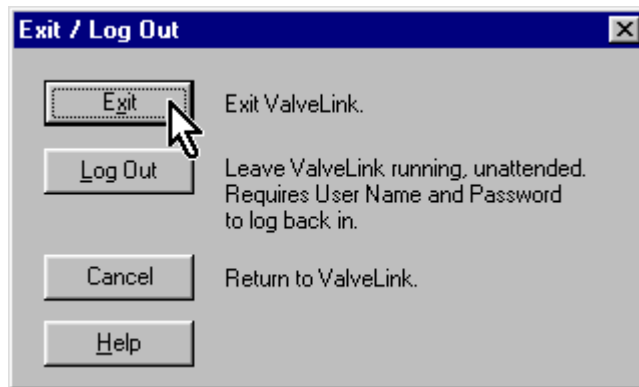 Exit / Log Out
Exit
Exit ValveLink.
Log Out
Leave ValveLink running, unattended.
Requires User Name and Password
to log back in.
Cancel
Return to ValveLink.
Help